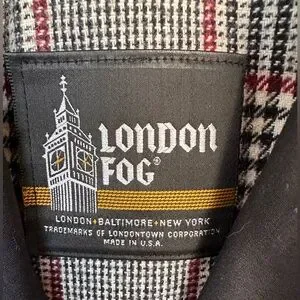 LONDON
FOG®
LONDON+BALTIMORE+NEW YORK
TRADEMARKS OF LONDONTOWN CORPORATION
MADE IN U.S.A.